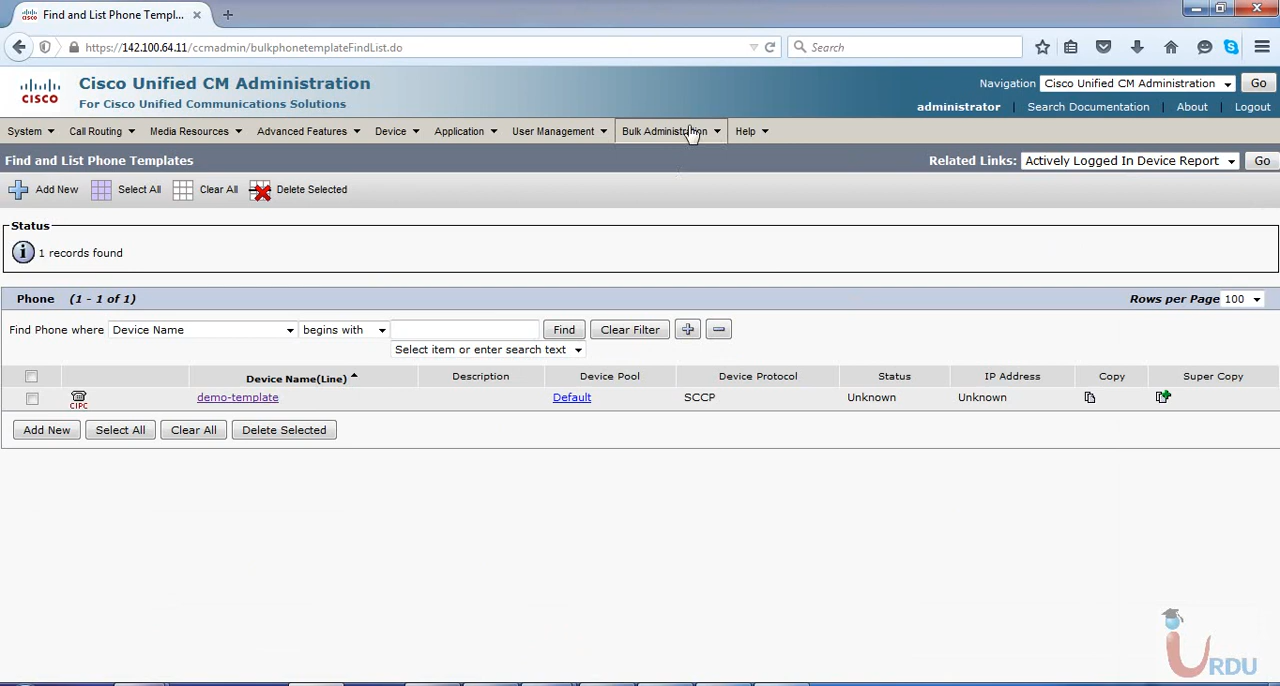 Find and List Phone Templ...
https://142.100.64.11/ccmadmin/bulkphonetemplateFindList.do
Search
CISCO
Cisco Unified CM Administration
For Cisco Unified Communications Solutions
Navigation Cisco Unified CM Administration Go
administrator | Search Documentation | About | Logout
System Call Routing Media Resources Advanced Features Device Application User Management Bulk Administration Help
Find and List Phone Templates
Related Links: Actively Logged In Device Report Go
Add New Select All Clear All Delete Selected
Status
1 records found
Phone (1 - 1 of 1)
Rows per Page 100
Find Phone where Device Name begins with Find Clear Filter
Select item or enter search text
Device Name(Line) Description Device Pool Device Protocol Status IP Address Copy Super Copy
CIPC demo-template Default SCCP Unknown Unknown
Add New Select All Clear All Delete Selected
URDU